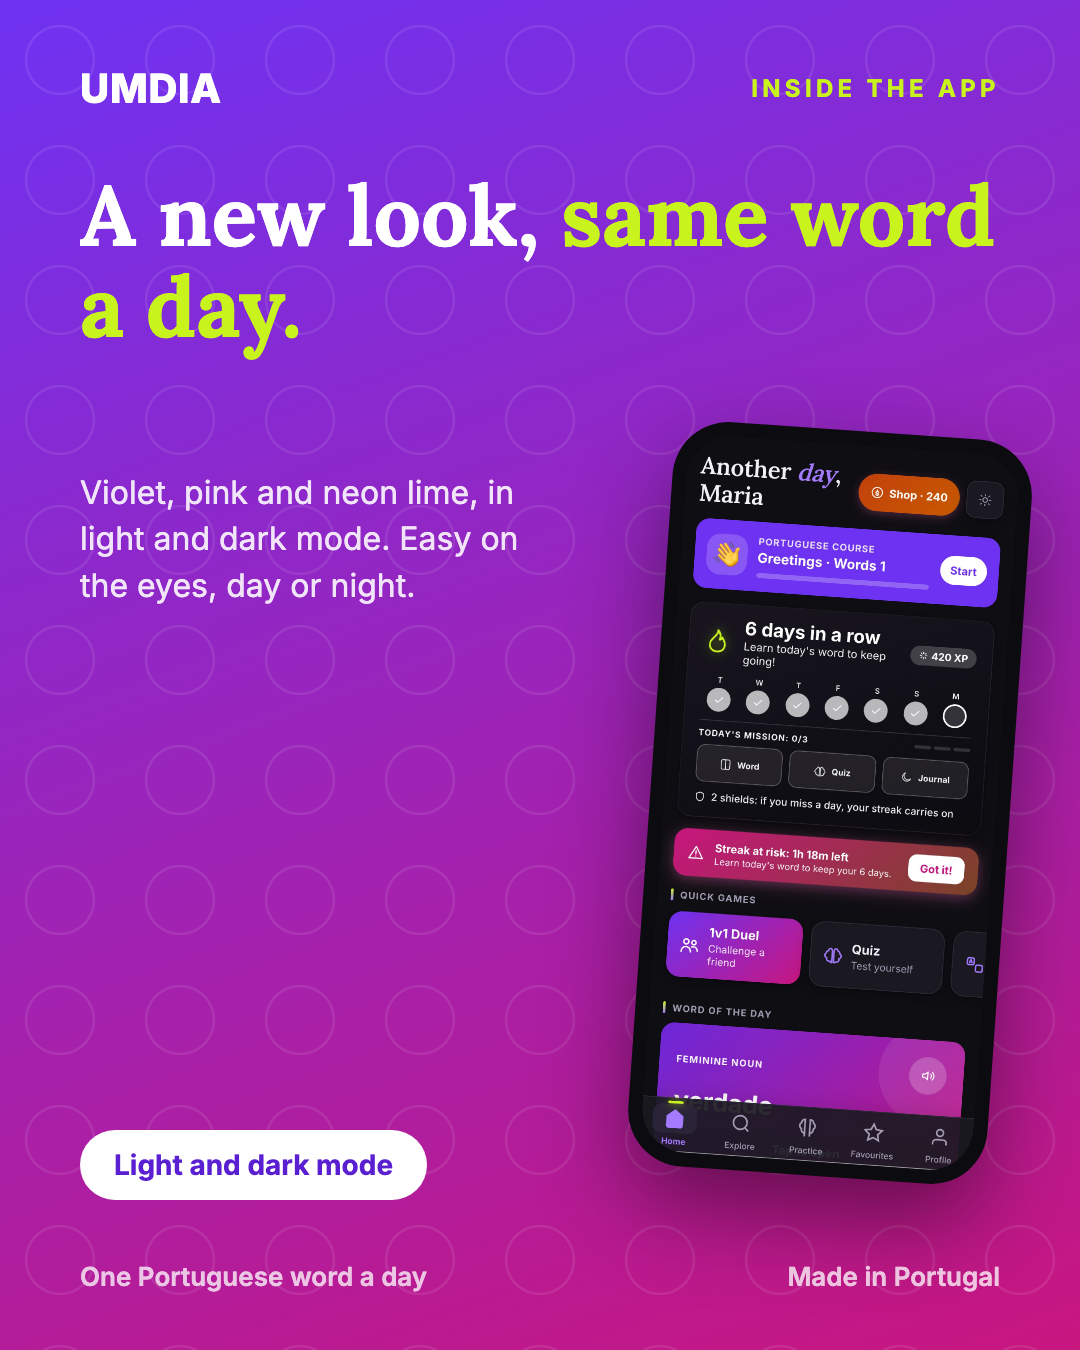 UMDIA
INSIDE THE APP
A new look, same word
a day.
Violet, pink and neon lime, in
light and dark mode. Easy on
the eyes, day or night.
Another day,
Maria
Shop · 240
PORTUGUESE COURSE
Greetings · Words 1
Start
6 days in a row
Learn today's word to keep
going!
420 XP
T W T F S S M
TODAY'S MISSION: 0/3
Word
Quiz
Journal
2 shields: if you miss a day, your streak carries on
Streak at risk: 1h 18m left
Learn today's word to keep your 6 days.
Got it!
QUICK GAMES
1v1 Duel
Challenge a
friend
Quiz
Test yourself
WORD OF THE DAY
FEMININE NOUN
verdade
Home
Explore
Practice
Favourites
Profile
Light and dark mode
One Portuguese word a day
Made in Portugal